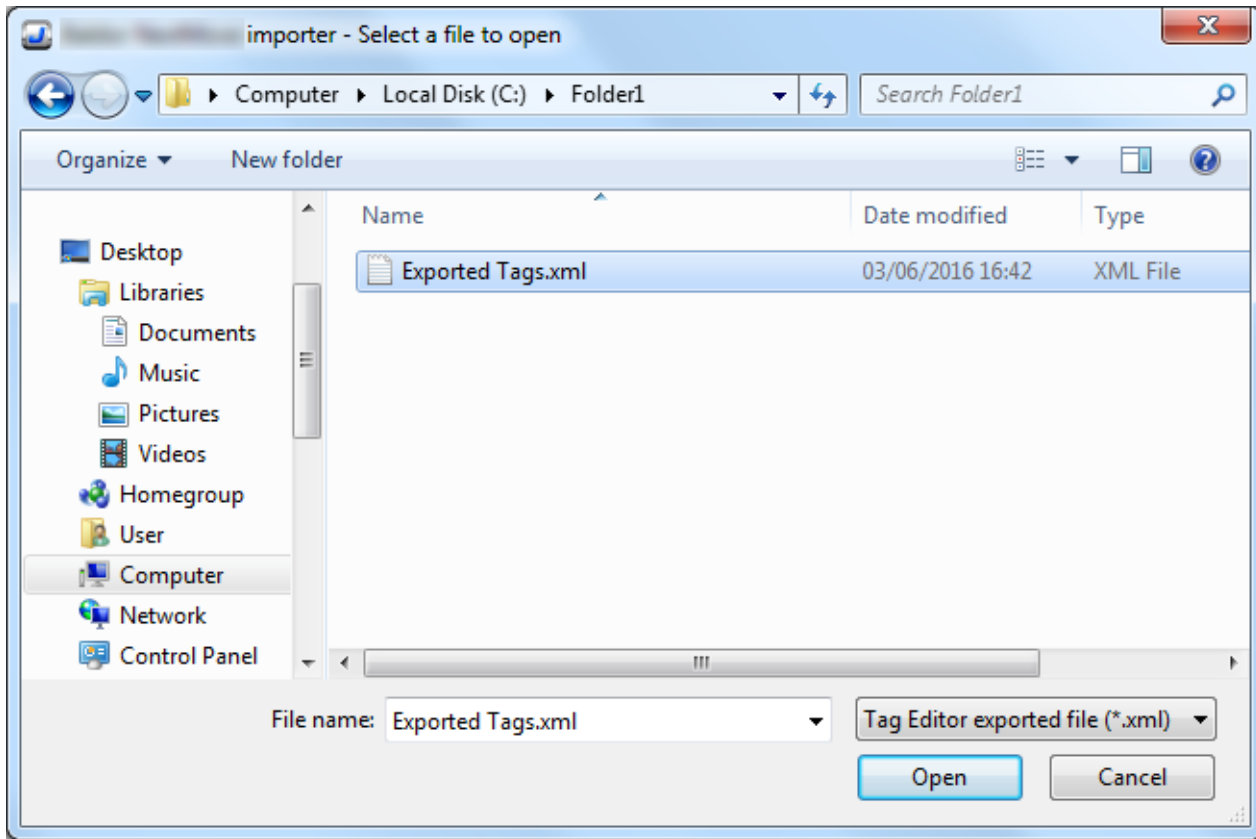 importer - Select a file to open
Computer Local Disk (C:) Folder1 Search Folder1
Organize New folder
Name Date modified Type
Desktop
Exported Tags.xml 03/06/2016 16:42 XML File
Libraries
Documents
Music
Pictures
Videos
Homegroup
User
Computer
Network
Control Panel
File name: Exported Tags.xml Tag Editor exported file (*.xml)
Open Cancel